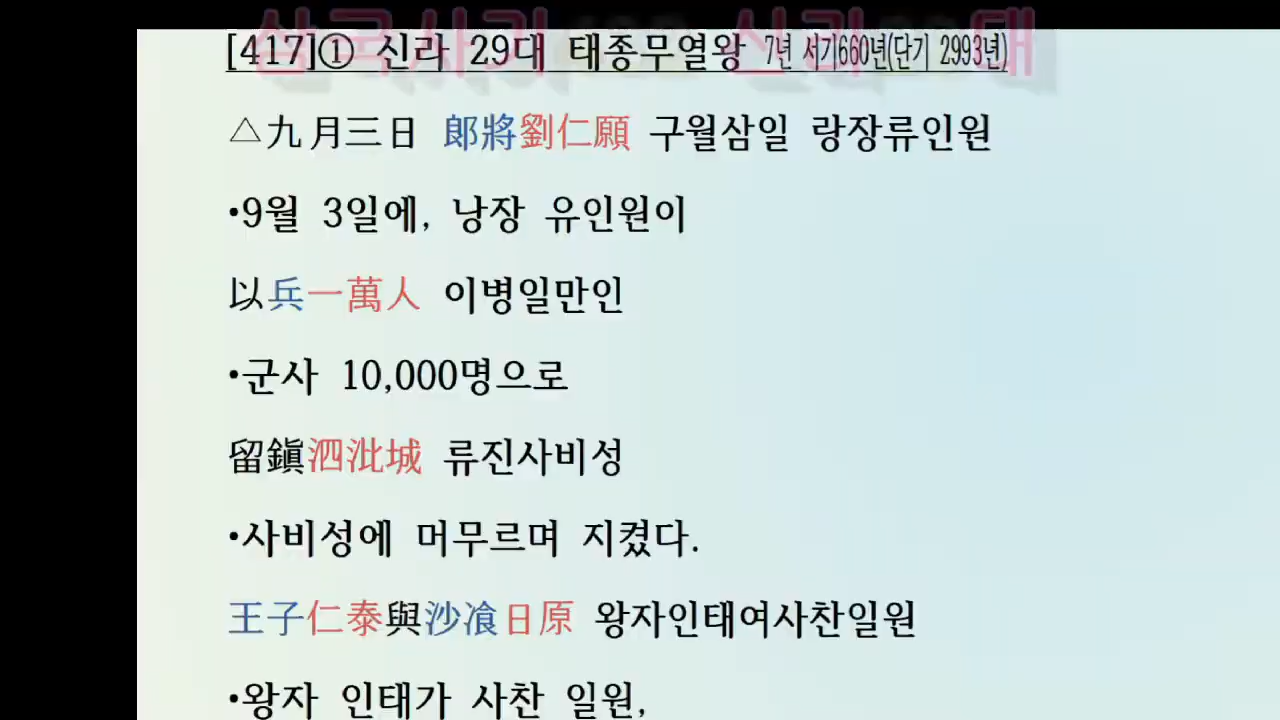 [417]① 신라 29대 태종무열왕 7년 서기660년(단기 2993년)
△九月三日 郎將劉仁願 구월삼일 랑장류인원
•9월 3일에, 낭장 유인원이
以兵一萬人 이병일만인
•군사 10,000명으로
留鎭泗沘城 류진사비성
•사비성에 머무르며 지켰다.
王子仁泰與沙飡日原 왕자인태여사찬일원
•왕자 인태가 사찬 일원,